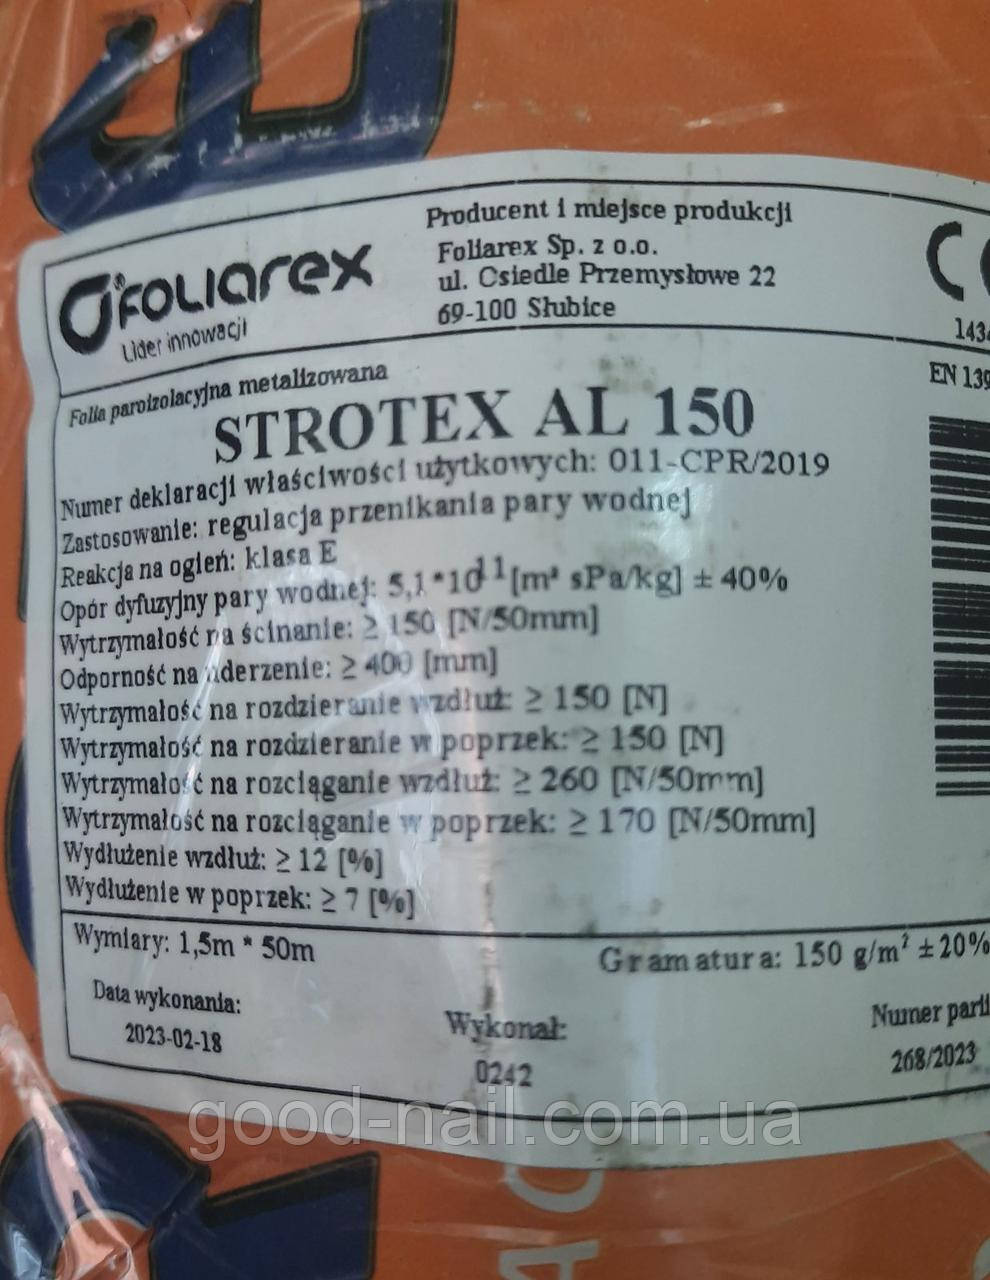 FOLIAREX®
Lider innowacji
Producent i miejsce produkcji
Foliarex Sp. z o.o.
ul. Osiedle Przemysłowe 22
69-100 Słubice
Folia paroizolacyjna metalizowana
EN 139
STROTEX AL 150
Numer deklaracji właściwości użytkowych: 011-CPR/2019
Zastosowanie: regulacja przenikania pary wodnej
Reakcja na ogień: klasa E
Opór dyfuzyjny pary wodnej: 5,1*10¹¹ [m² sPa/kg] ± 40%
Wytrzymałość na ścinanie: ≥ 150 [N/50mm]
Odporność na uderzenie: ≥ 400 [mm]
Wytrzymałość na rozdzieranie wzdłuż: ≥ 150 [N]
Wytrzymałość na rozdzieranie w poprzek: ≥ 150 [N]
Wytrzymałość na rozciąganie wzdłuż: ≥ 260 [N/50mm]
Wytrzymałość na rozciąganie w poprzek: ≥ 170 [N/50mm]
Wydłużenie wzdłuż: ≥ 12 [%]
Wydłużenie w poprzek: ≥ 7 [%]
Wymiary: 1,5m * 50m
Gramatura: 150 g/m² ±20%
Data wykonania:
2023-02-18
Wykonał:
0242
Numer partii
268/2023
good-nail.com.ua